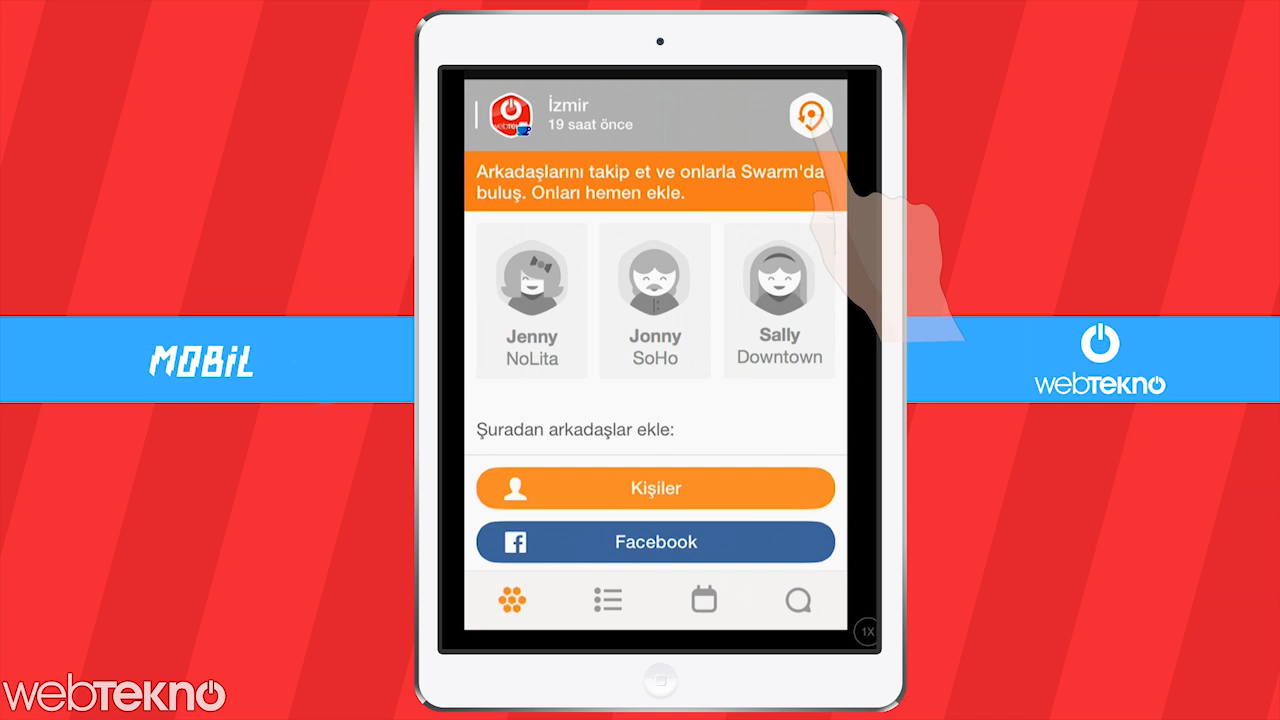 İzmir
19 saat önce
Arkadaşlarını takip et ve onlarla Swarm'da
buluş. Onları hemen ekle.
Jenny
NoLita
Jonny
SoHo
Sally
Downtown
MOBİL
webTEKNO
Şuradan arkadaşlar ekle:
Kişiler
Facebook
1X
webTEKNO